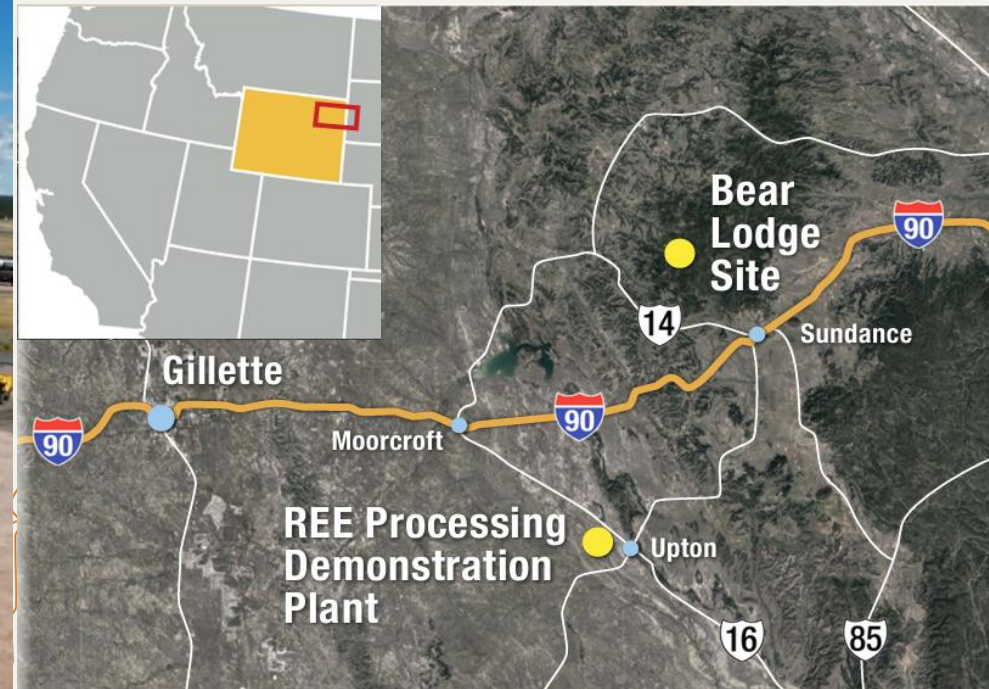 Bear
Lodge
Site
90
14
Sundance
Gillette
90
Moorcroft
90
REE Processing
Demonstration
Plant
Upton
16
85